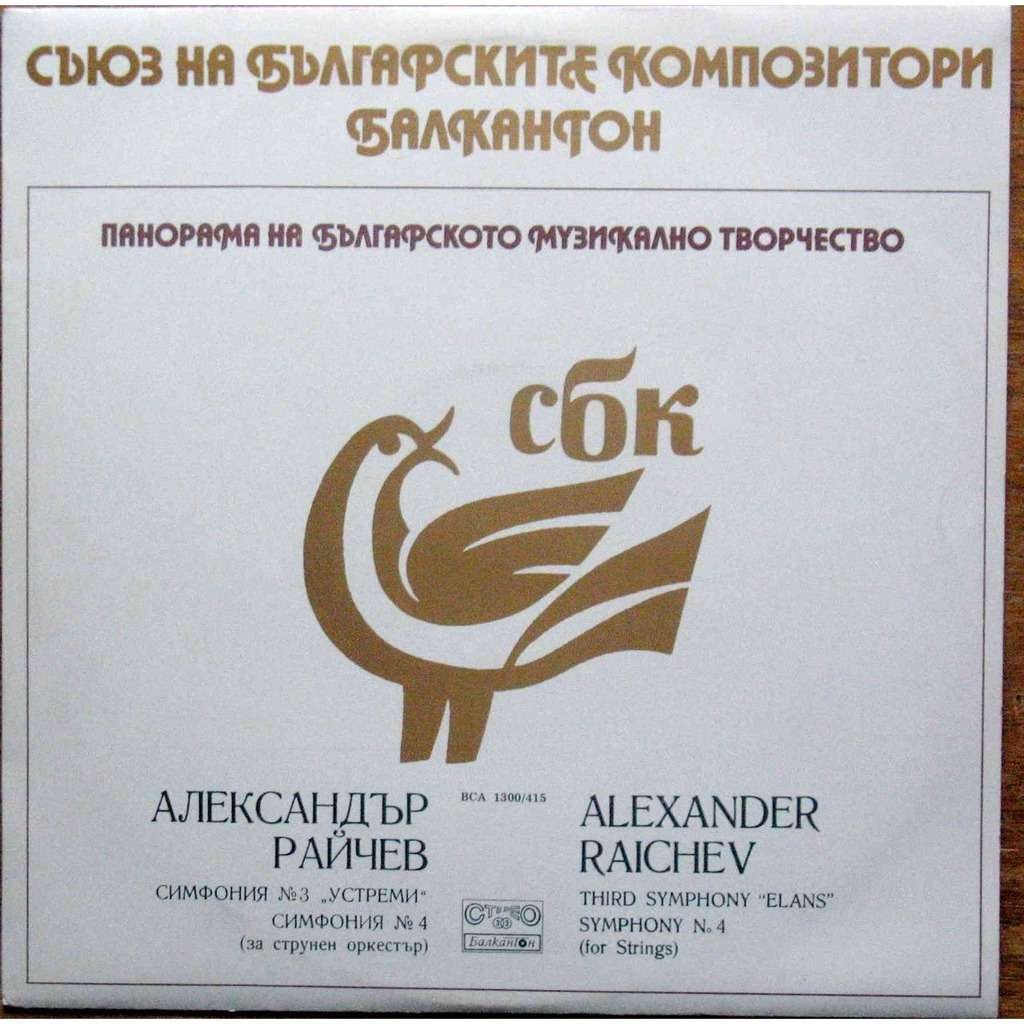 СЪЮЗ НА БЪЛГАРСКИТЕ КОМПОЗИТОРИ
БАЛКАНТОН
ПАНОРАМА НА БЪЛГАРСКОТО МУЗИКАЛНО ТВОРЧЕСТВО
сбк
АЛЕКСАНДЪР
РАЙЧЕВ
СИМФОНИЯ №3 „УСТРЕМИ“
СИМФОНИЯ №4
(за струнен оркестър)
ВСА 1300/415
СТЕРЕО
33
Балкантон
ALEXANDER
RAICHEV
THIRD SYMPHONY “ELANS”
SYMPHONY No 4
(for Strings)